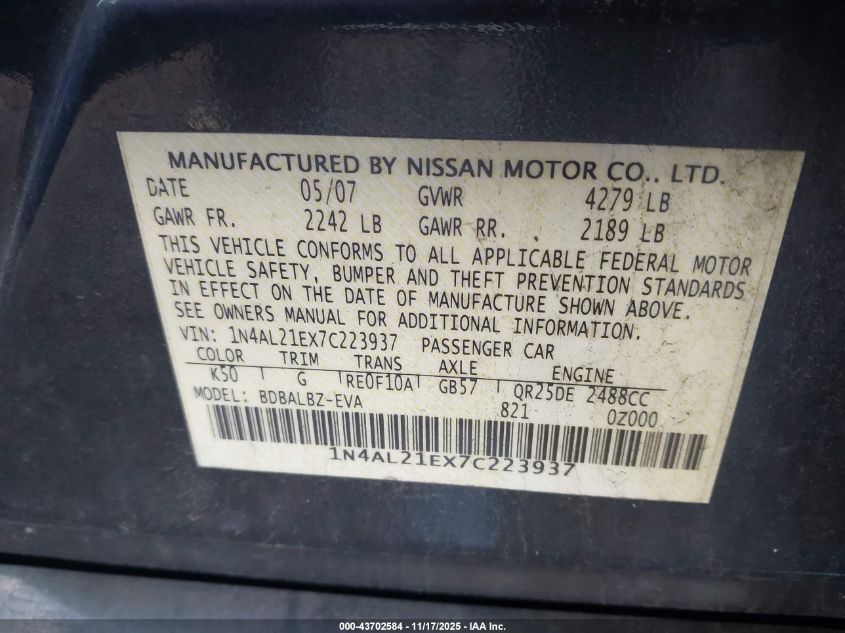 MANUFACTURED BY NISSAN MOTOR CO., LTD.
DATE 05/07 GVWR 4279 LB
GAWR FR. 2242 LB GAWR RR. 2189 LB
THIS VEHICLE CONFORMS TO ALL APPLICABLE FEDERAL MOTOR
VEHICLE SAFETY, BUMPER AND THEFT PREVENTION STANDARDS
IN EFFECT ON THE DATE OF MANUFACTURE SHOWN ABOVE.
SEE OWNERS MANUAL FOR ADDITIONAL INFORMATION.
VIN: 1N4AL21EX7C223937 PASSENGER CAR
COLOR TRIM TRANS AXLE ENGINE
K50 G RE0F10A GB57 QR25DE 2488CC
MODEL: BDBALBZ-EVA 821 0Z000
1N4AL21EX7C223937
000-43702584 - 11/17/2025 - IAA Inc.